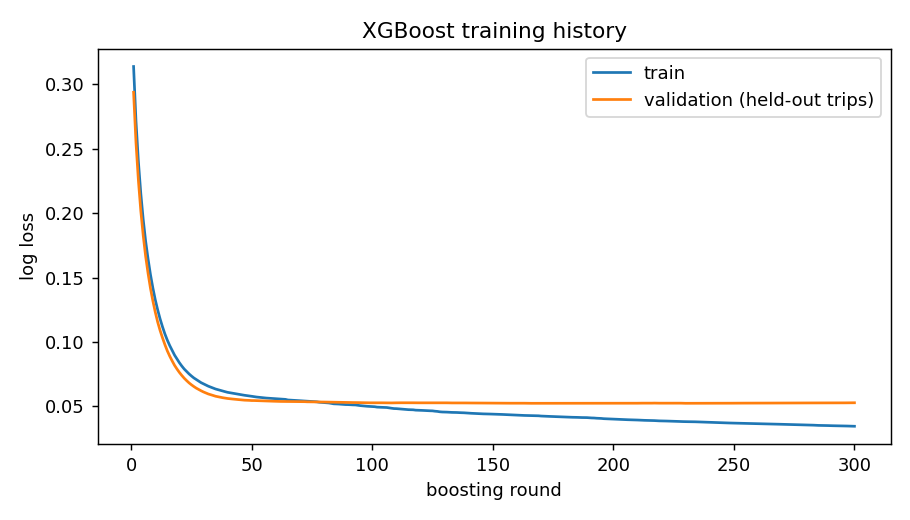 XGBoost training history
train
validation (held-out trips)
log loss
0.30
0.25
0.20
0.15
0.10
0.05
0 50 100 150 200 250 300
boosting round